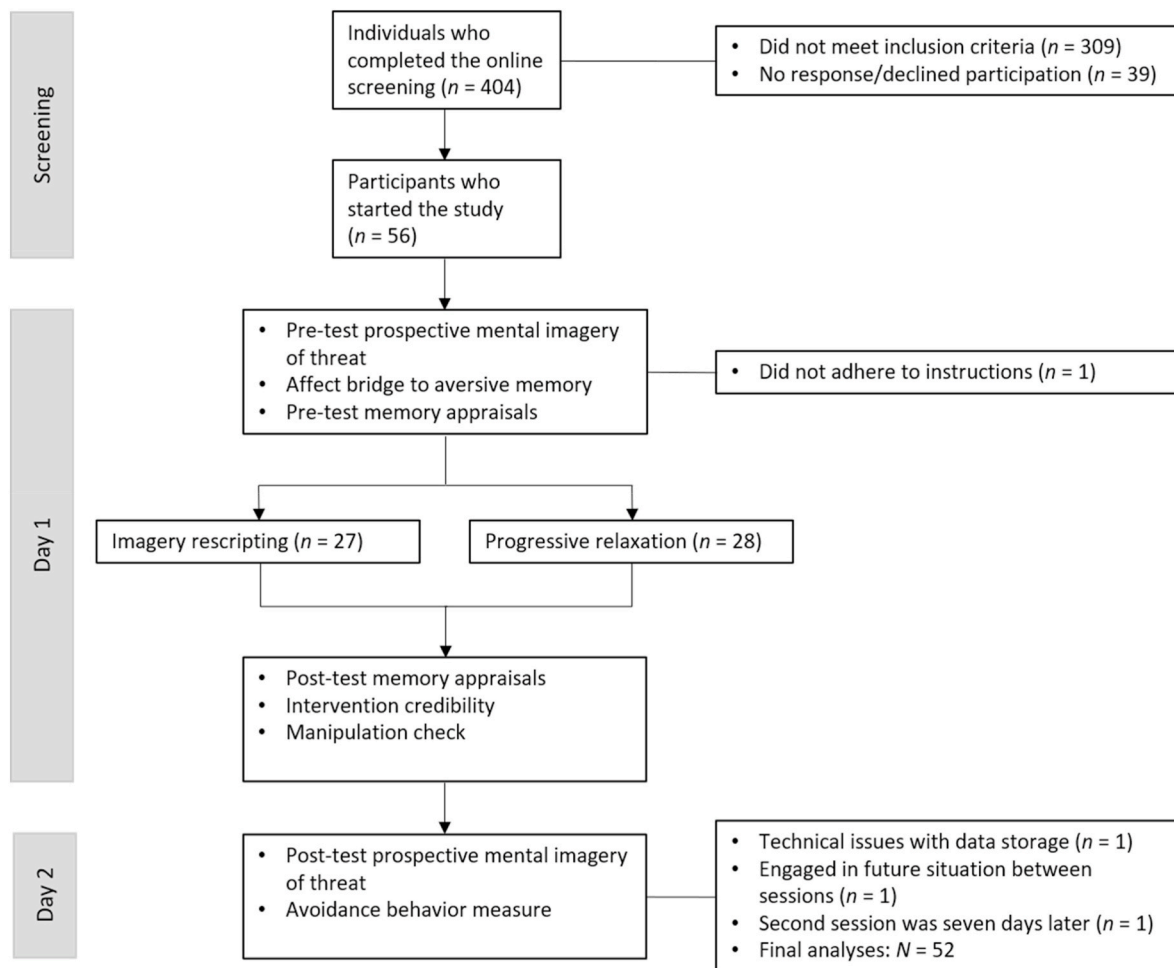 Screening
Individuals who
completed the online
screening (n = 404)
• Did not meet inclusion criteria (n = 309)
• No response/declined participation (n = 39)
Participants who
started the study
(n = 56)
Day 1
• Pre-test prospective mental imagery
of threat
• Affect bridge to aversive memory
• Pre-test memory appraisals
• Did not adhere to instructions (n = 1)
Imagery rescripting (n = 27)
Progressive relaxation (n = 28)
• Post-test memory appraisals
• Intervention credibility
• Manipulation check
Day 2
• Post-test prospective mental imagery
of threat
• Avoidance behavior measure
• Technical issues with data storage (n = 1)
• Engaged in future situation between
sessions (n = 1)
• Second session was seven days later (n = 1)
• Final analyses: N = 52